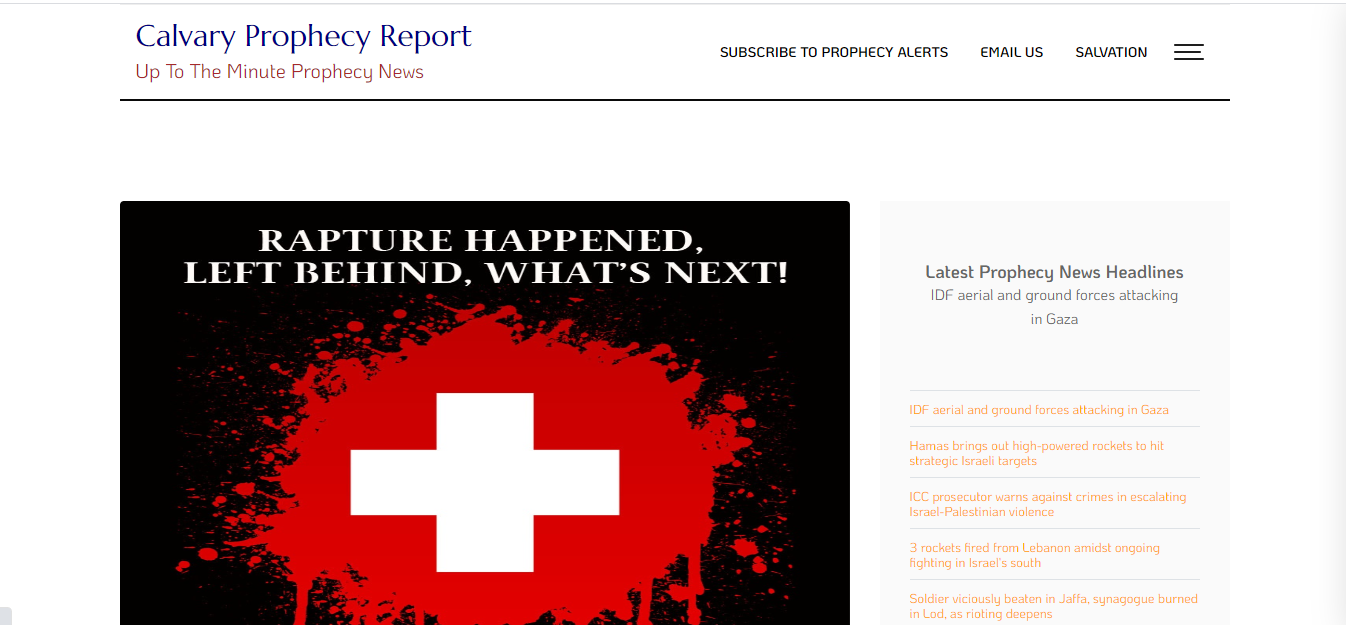 Calvary Prophecy Report
Up To The Minute Prophecy News
SUBSCRIBE TO PROPHECY ALERTS EMAIL US SALVATION
RAPTURE HAPPENED,
LEFT BEHIND, WHAT'S NEXT!
Latest Prophecy News Headlines
IDF aerial and ground forces attacking
in Gaza
IDF aerial and ground forces attacking in Gaza
Hamas brings out high-powered rockets to hit
strategic Israeli targets
ICC prosecutor warns against crimes in escalating
Israel-Palestinian violence
3 rockets fired from Lebanon amidst ongoing
fighting in Israel's south
Soldier viciously beaten in Jaffa, synagogue burned
in Lod, as rioting deepens